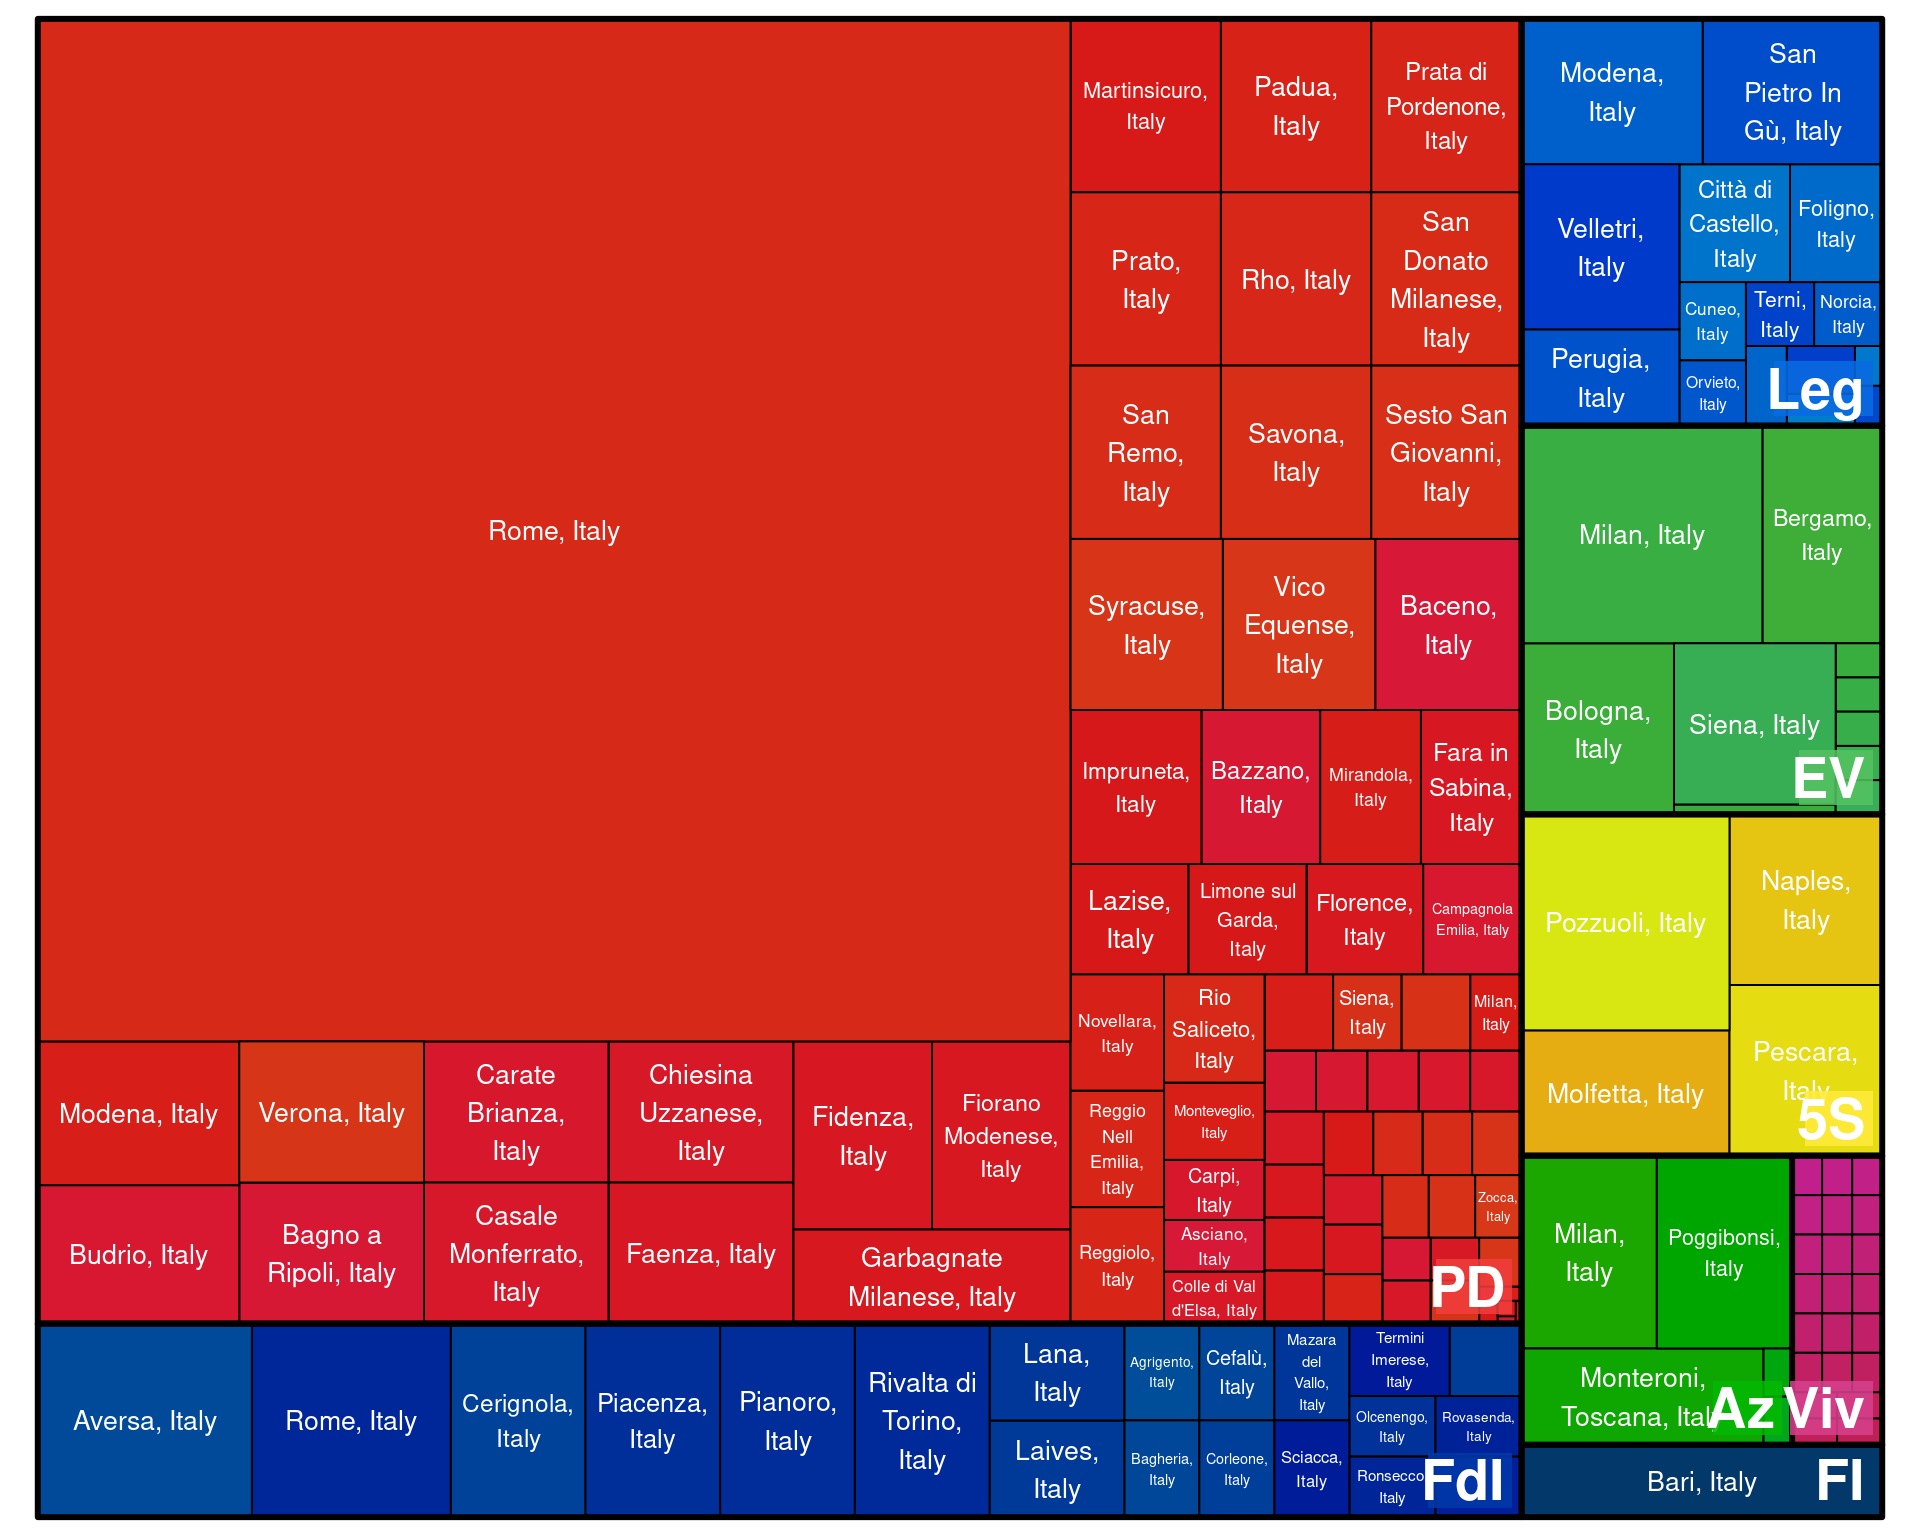 Rome, Italy
Martinsicuro,
Italy
Padua,
Italy
Prata di
Pordenone,
Italy
Prato,
Italy
Rho, Italy
San
Donato
Milanese,
Italy
San
Remo,
Italy
Savona,
Italy
Sesto San
Giovanni,
Italy
Syracuse,
Italy
Vico
Equense,
Italy
Baceno,
Italy
Impruneta,
Italy
Bazzano,
Italy
Mirandola,
Italy
Fara in
Sabina,
Italy
Lazise,
Italy
Limone sul
Garda,
Italy
Florence,
Italy
Campagnola
Emilia, Italy
Novellara,
Italy
Rio
Saliceto,
Italy
Siena,
Italy
Milan,
Italy
Reggio
Nell
Emilia,
Italy
Monteveglio,
Italy
Carpi,
Italy
Zocca,
Italy
Reggiolo,
Italy
Asciano,
Italy
Colle di Val
d'Elsa, Italy
PD
Modena, Italy
Verona, Italy
Carate
Brianza,
Italy
Chiesina
Uzzanese,
Italy
Fidenza,
Italy
Fiorano
Modenese,
Italy
Budrio, Italy
Bagno a
Ripoli, Italy
Casale
Monferrato,
Italy
Faenza, Italy
Garbagnate
Milanese, Italy
Aversa, Italy
Rome, Italy
Cerignola,
Italy
Piacenza,
Italy
Pianoro,
Italy
Rivalta di
Torino,
Italy
Lana,
Italy
Laives,
Italy
Agrigento,
Italy
Cefalù,
Italy
Mazara
del
Vallo,
Italy
Termini
Imerese,
Italy
Bagheria,
Italy
Corleone,
Italy
Sciacca,
Italy
Olcenengo,
Italy
Rovasenda,
Italy
Ronsecco
Italy
FdI
Modena,
Italy
San
Pietro In
Gù, Italy
Velletri,
Italy
Città di
Castello,
Italy
Foligno,
Italy
Perugia,
Italy
Cuneo,
Italy
Terni,
Italy
Norcia,
Italy
Orvieto,
Italy
Leg
Milan, Italy
Bergamo,
Italy
Bologna,
Italy
Siena, Italy
EV
Pozzuoli, Italy
Naples,
Italy
Molfetta, Italy
Pescara,
Italy
5S
Milan,
Italy
Poggibonsi,
Italy
Monteroni,
Toscana, Italy
Az
Viv
Bari, Italy
FI